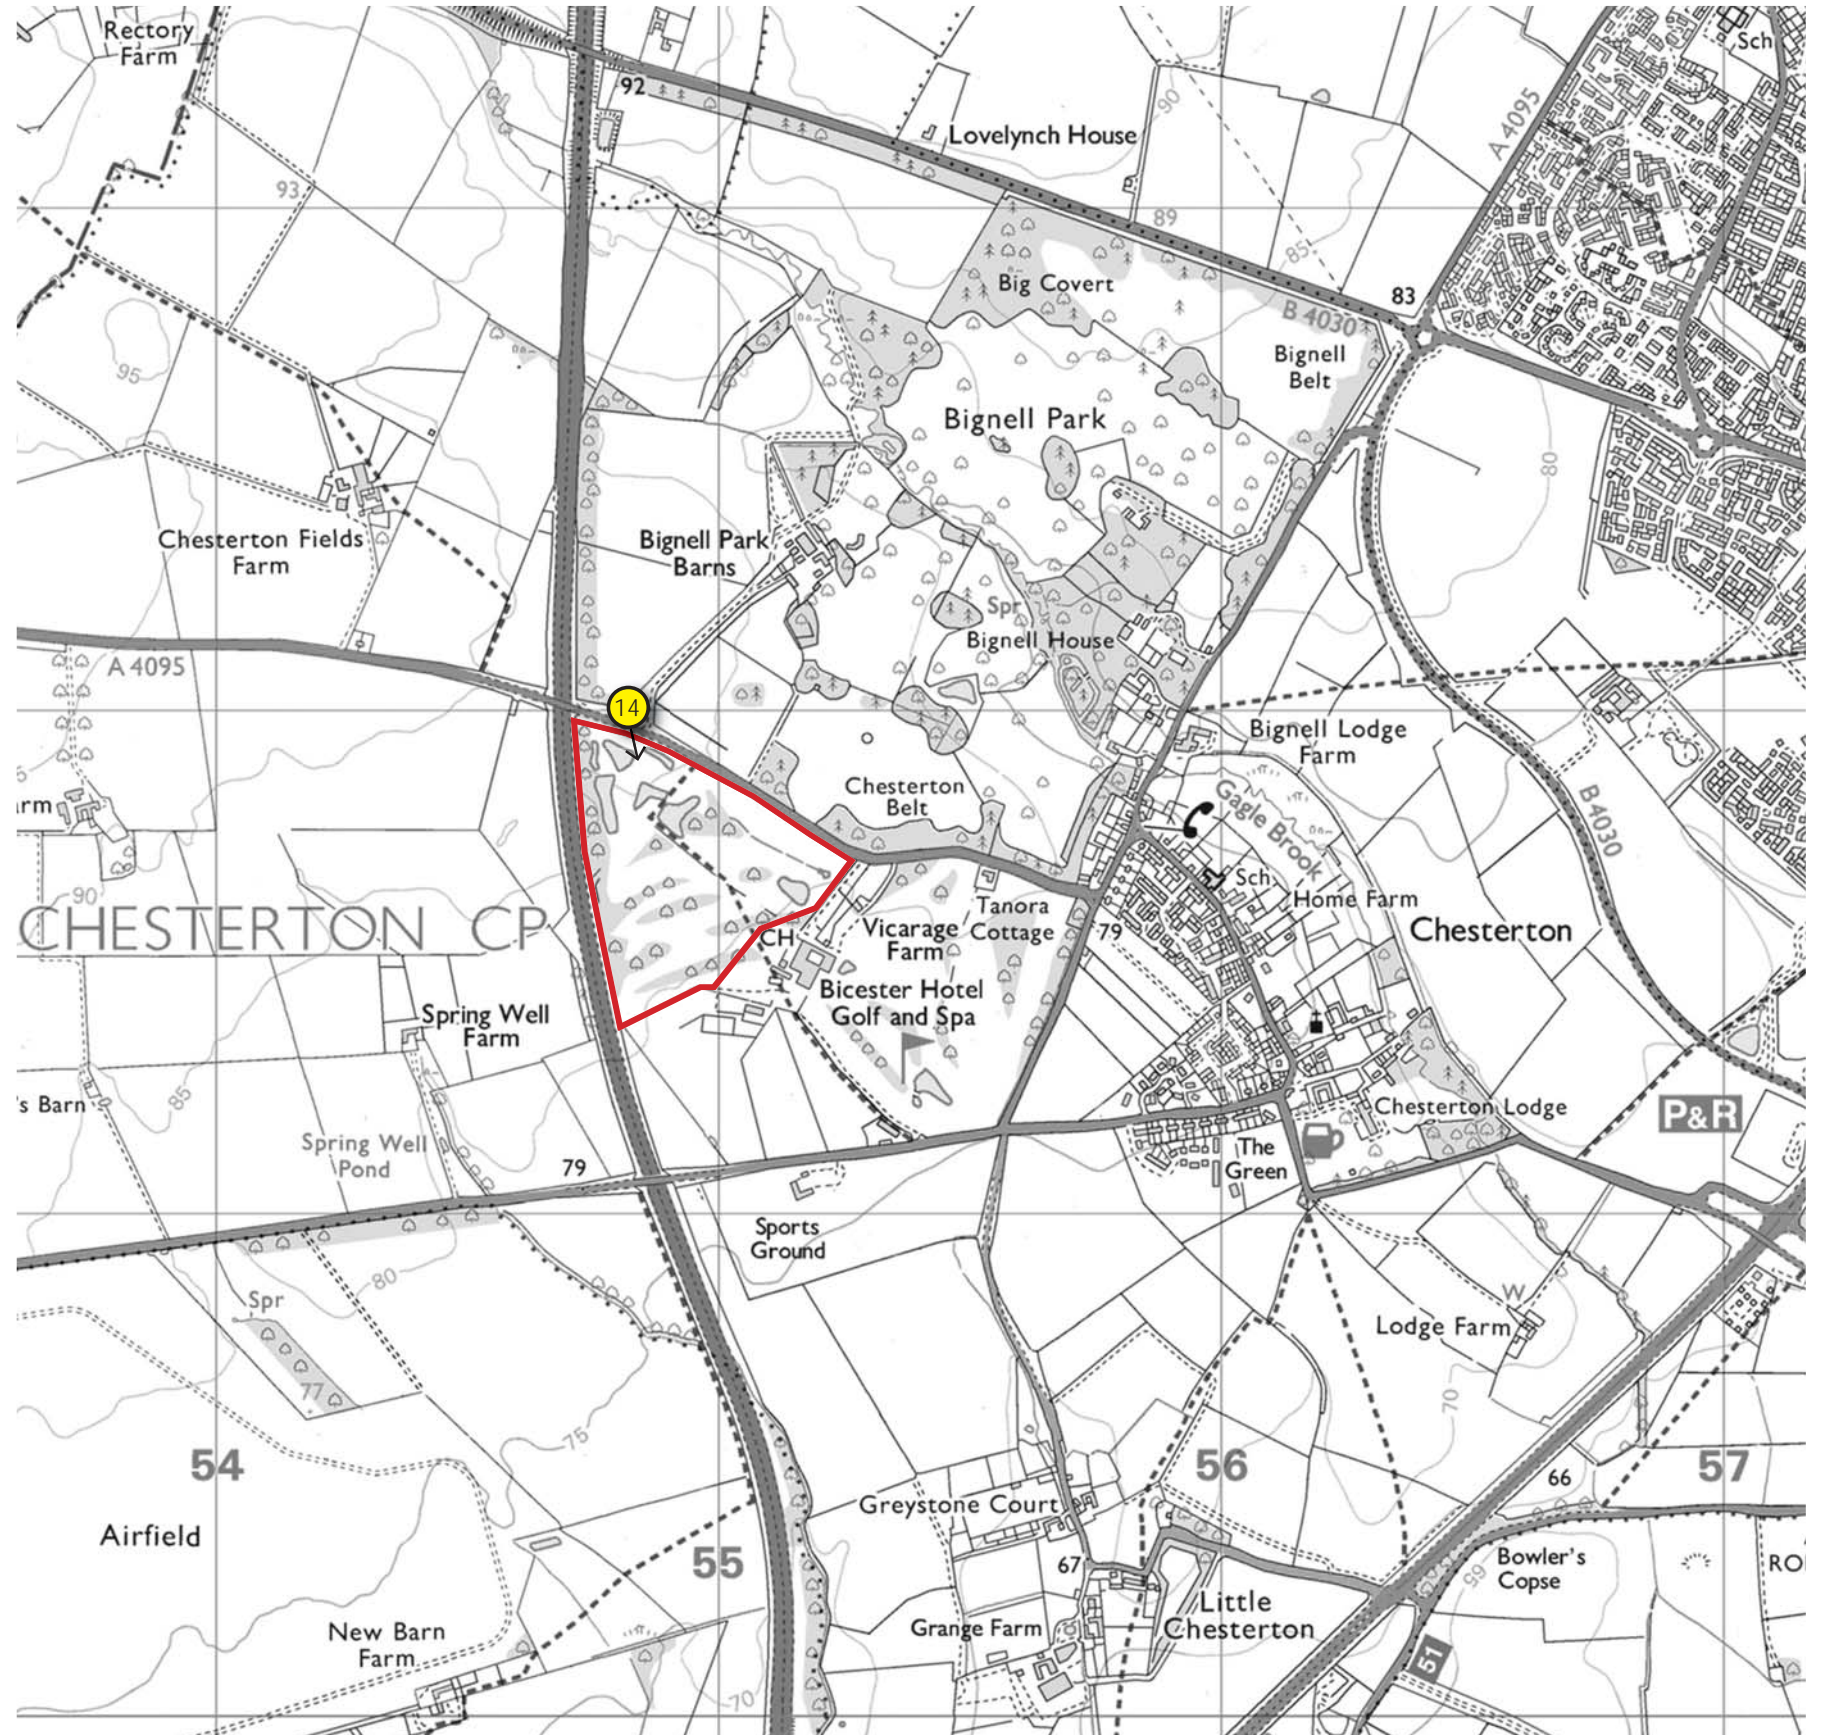 Rectory
Farm
Sch
92
A 4095
90
Lovelynch House
93
89
85
Big Covert
83
B 4030
Bignell
Belt
95
Bignell Park
80
Chesterton Fields
Farm
Bignell Park
Barns
Spr
Bignell House
A 4095
14
Bignell Lodge
Farm
Chesterton
Belt
Gagle Brook
B4030
arm
Sch
90
Home Farm
CHESTERTON CP
Tanora
Cottage
79
Chesterton
CH
Vicarage
Farm
Bicester Hotel
Golf and Spa
Spring Well
Farm
85
's Barn
Chesterton Lodge
P&R
Spring Well
Pond
79
The
Green
Sports
Ground
80
Spr
W
Lodge Farm
77
70
75
54
56
57
66
Greystone Court
Airfield
55
67
Bowler's
Copse
65
RO
Little
Chesterton
New Barn
Farm
Grange Farm
51
70